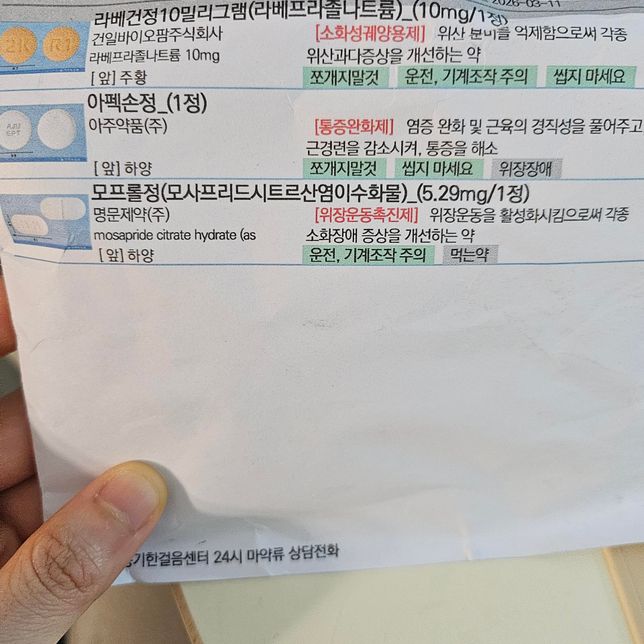 2026-03-11
라베건정10밀리그램(라베프라졸나트륨)_(10mg/1정)
건일바이오팜주식회사
라베프라졸나트륨 10mg
[앞] 주황
[소화성궤양용제] 위산 분비를 억제함으로써 각종
위산과다증상을 개선하는 약
쪼개지말것 운전, 기계조작 주의 씹지 마세요
아펙손정_(1정)
아주약품(주)
[앞] 하양
[통증완화제] 염증 완화 및 근육의 경직성을 풀어주고
근경련을 감소시켜, 통증을 해소
쪼개지말것 씹지 마세요 위장장애
모프롤정(모사프리드시트르산염이수화물)_(5.29mg/1정)
명문제약(주)
mosapride citrate hydrate (as
[앞] 하양
[위장운동촉진제] 위장운동을 활성화시킴으로써 각종
소화장애 증상을 개선하는 약
운전, 기계조작 주의 먹는약
기한걸음센터 24시 마약류 상담전화